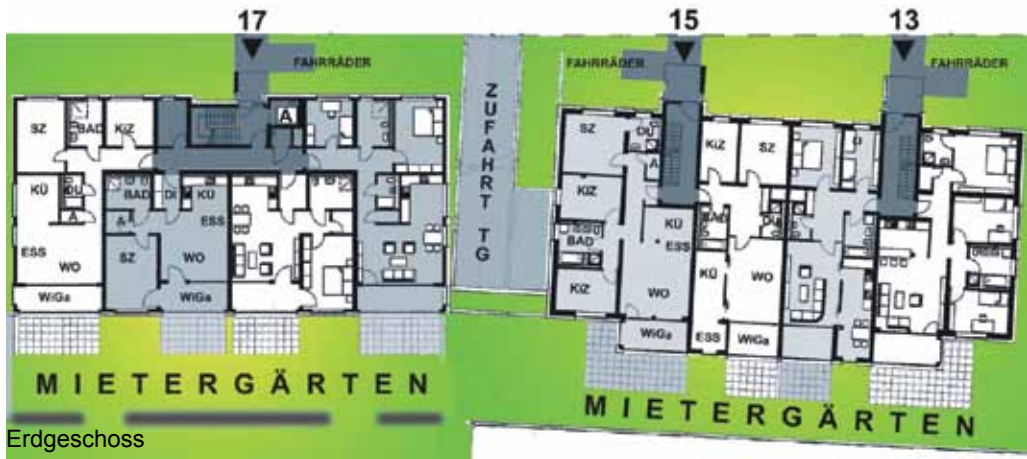 17 15 13
FAHRRÄDER FAHRRÄDER FAHRRÄDER
ZUFAHRT TG
SZ BAD KiZ A
KÜ DU A
ESS WO
WiGa
BAD DI KÜ
A ESS
SZ WO
WiGa
SZ DU A
KiZ KÜ
BAD ESS
KiZ WO
WiGa
KiZ SZ
BAD DU
KÜ WO
ESS WiGa
MIETERGÄRTEN
MIETERGÄRTEN
Erdgeschoss